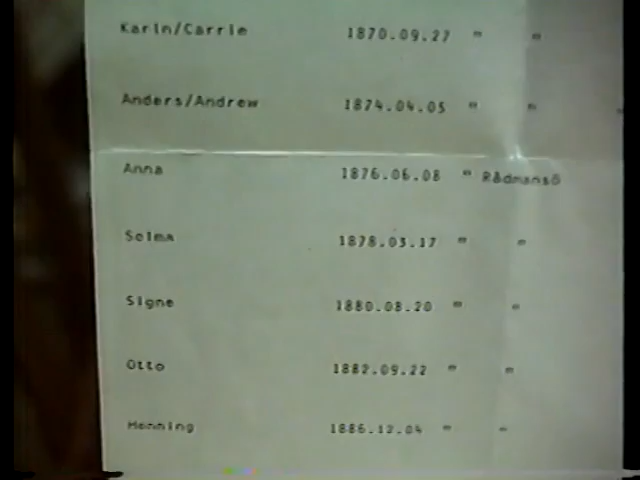 Karin/Carrie 1870.09.27 " "
Anders/Andrew 1874.04.05 " "
Anna 1876.06.08 " Rådmansö
Selma 1878.03.17 " "
Signe 1880.08.20 " "
Otto 1882.09.22 " "
Henning 1886.12.04 " "